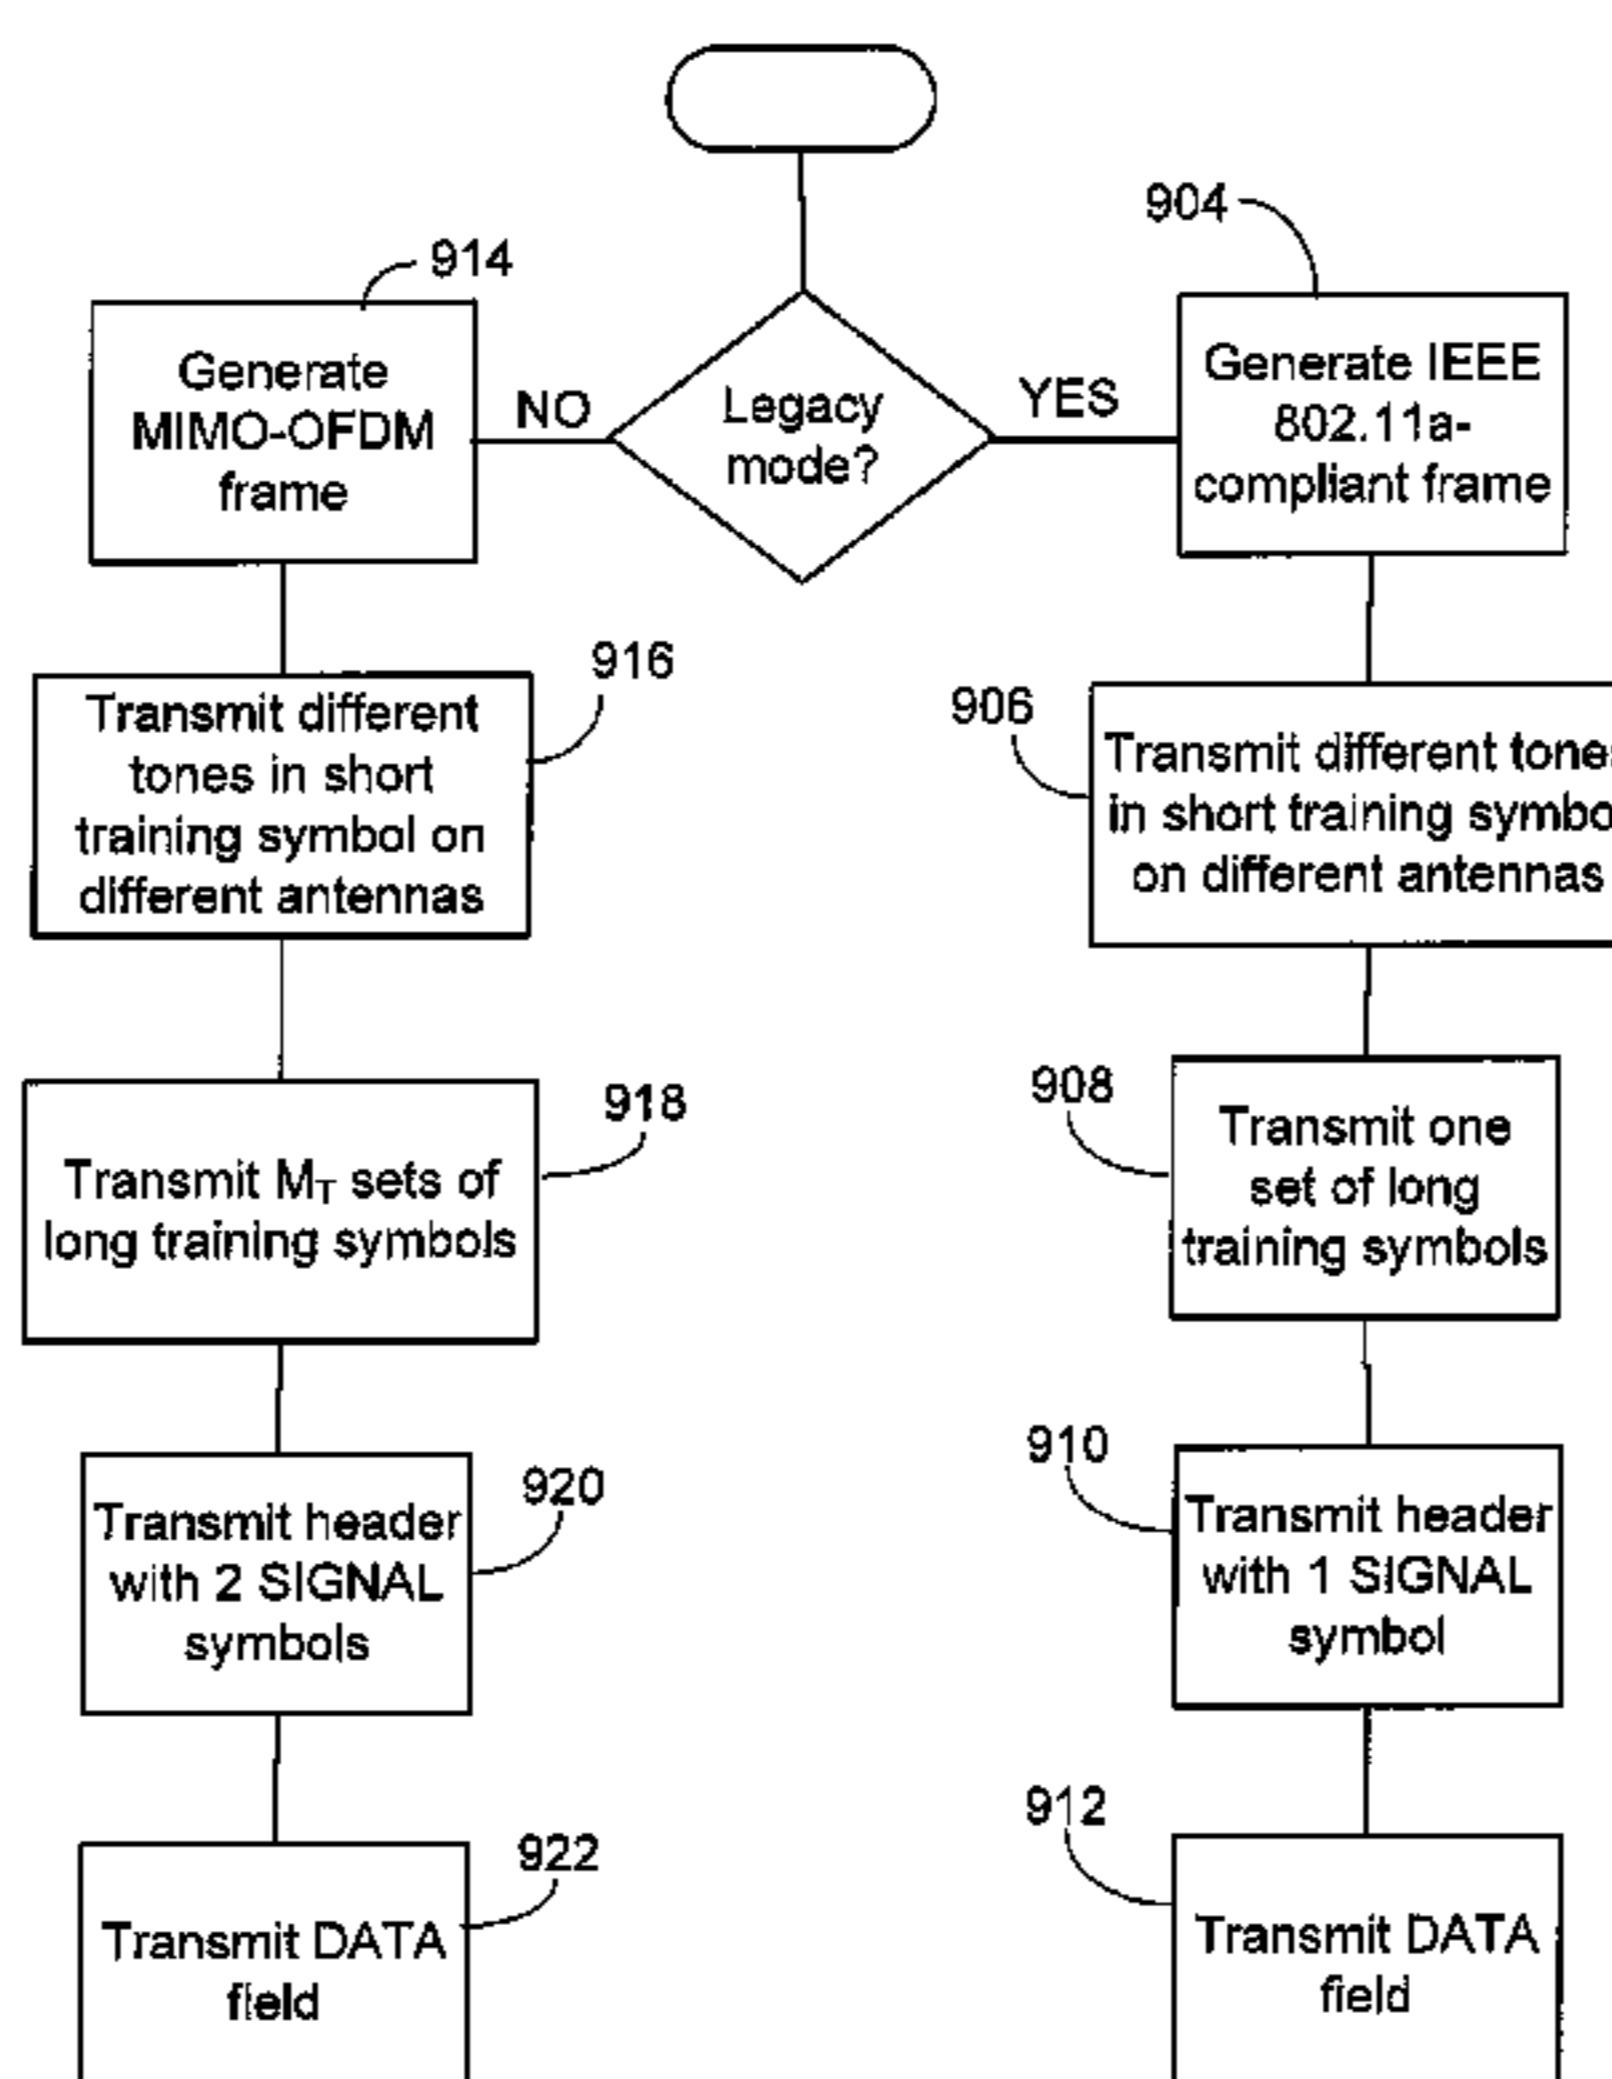 904
914
Generate
MIMO-OFDM
frame
NO
Legacy
mode?
YES
Generate IEEE
802.11a-
compliant frame
916
Transmit different
tones in short
training symbol on
different antennas
906
Transmit different tones
in short training symbo
on different antennas
918
Transmit MT sets of
long training symbols
908
Transmit one
set of long
training symbols
920
Transmit header
with 2 SIGNAL
symbols
910
Transmit header
with 1 SIGNAL
symbol
922
Transmit DATA
field
912
Transmit DATA
field